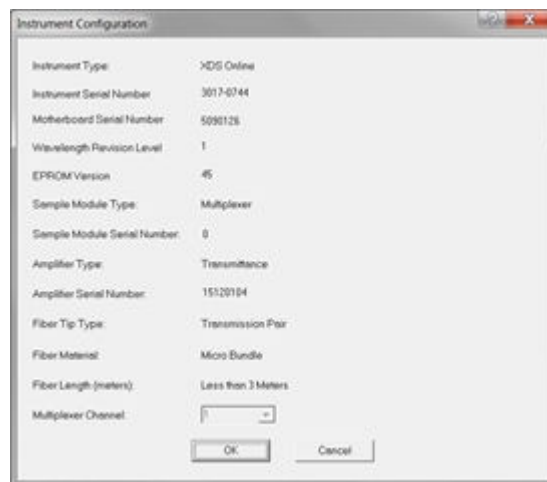 Instrument Configuration
Instrument Type: XDS Online
Instrument Serial Number 3017-0744
Motherboard Serial Number 5090126
Wavelength Revision Level 1
EPROM Version 45
Sample Module Type: Multiplexer
Sample Module Serial Number: 0
Amplifier Type: Transmittance
Amplifier Serial Number: 15120104
Fiber Tip Type: Transmission Pair
Fiber Material: Micro Bundle
Fiber Length (meters): Less than 3 Meters
Multiplexer Channel: 1
OK Cancel